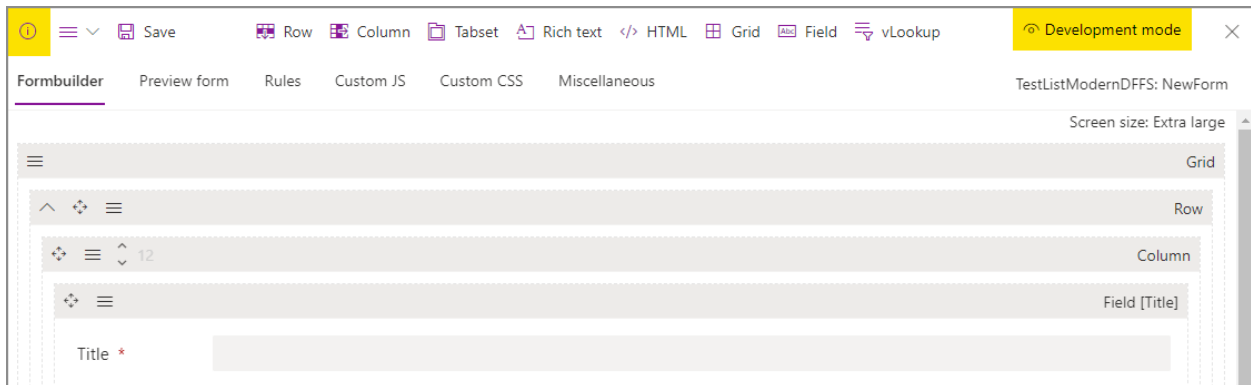 Save Row Column Tabset Rich text </> HTML Grid Abc Field vLookup Development mode
Formbuilder Preview form Rules Custom JS Custom CSS Miscellaneous TestListModernDFFS: NewForm
Screen size: Extra large
Grid
Row
12 Column
Field [Title]
Title *